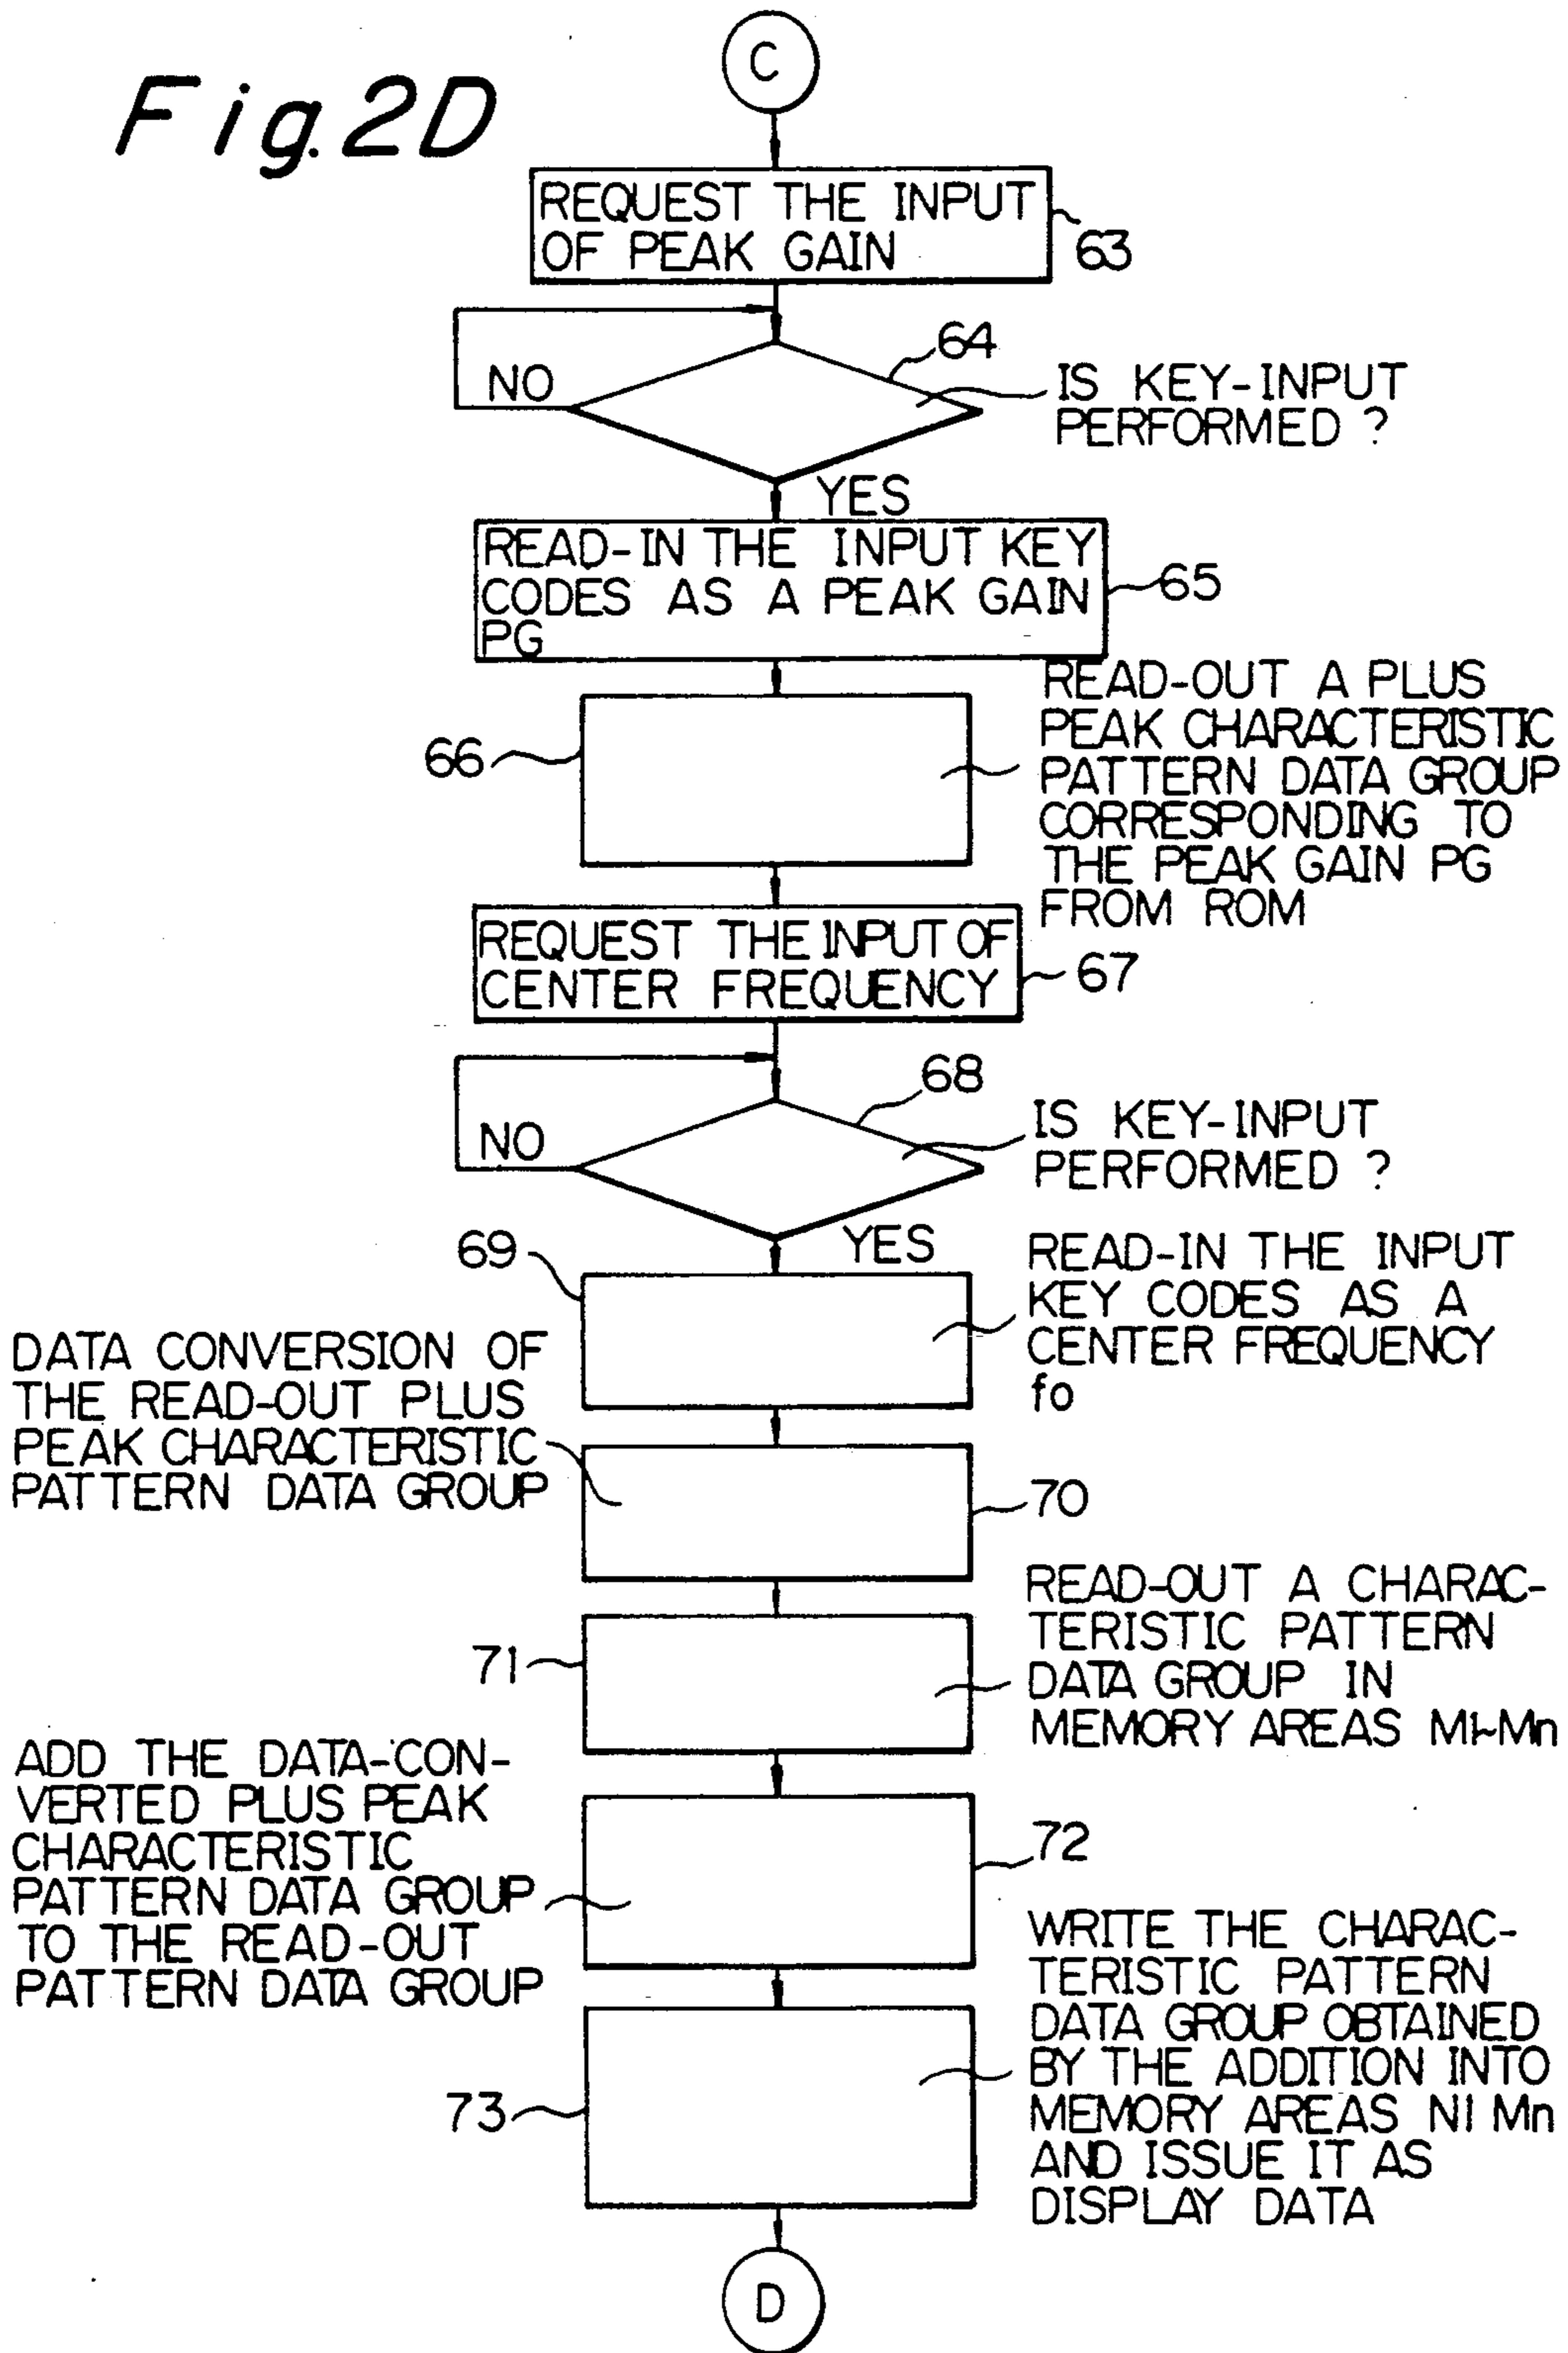 Fig. 2D
C
REQUEST THE INPUT
OF PEAK GAIN
63
64
NO
IS KEY-INPUT
PERFORMED ?
YES
READ-IN THE INPUT KEY
CODES AS A PEAK GAIN
PG
65
66
READ-OUT A PLUS
PEAK CHARACTERISTIC
PATTERN DATA GROUP
CORRESPONDING TO
THE PEAK GAIN PG
FROM ROM
REQUEST THE INPUT OF
CENTER FREQUENCY
67
68
NO
IS KEY-INPUT
PERFORMED ?
YES
69
READ-IN THE INPUT
KEY CODES AS A
CENTER FREQUENCY
fo
DATA CONVERSION OF
THE READ-OUT PLUS
PEAK CHARACTERISTIC
PATTERN DATA GROUP
70
71
READ-OUT A CHARAC-
TERISTIC PATTERN
DATA GROUP IN
MEMORY AREAS M1~Mn
ADD THE DATA-CON-
VERTED PLUS PEAK
CHARACTERISTIC
PATTERN DATA GROUP
TO THE READ-OUT
PATTERN DATA GROUP
72
73
WRITE THE CHARAC-
TERISTIC PATTERN
DATA GROUP OBTAINED
BY THE ADDITION INTO
MEMORY AREAS N1 Mn
AND ISSUE IT AS
DISPLAY DATA
D